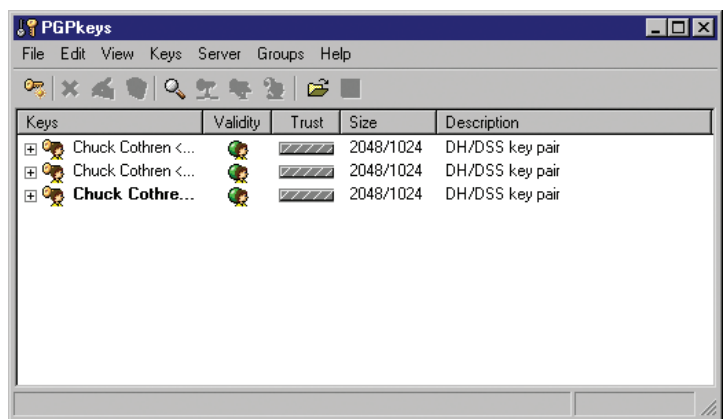 PGPkeys
File Edit View Keys Server Groups Help
Keys Validity Trust Size Description
Chuck Cothren <... 2048/1024 DH/DSS key pair
Chuck Cothren <... 2048/1024 DH/DSS key pair
Chuck Cothre... 2048/1024 DH/DSS key pair